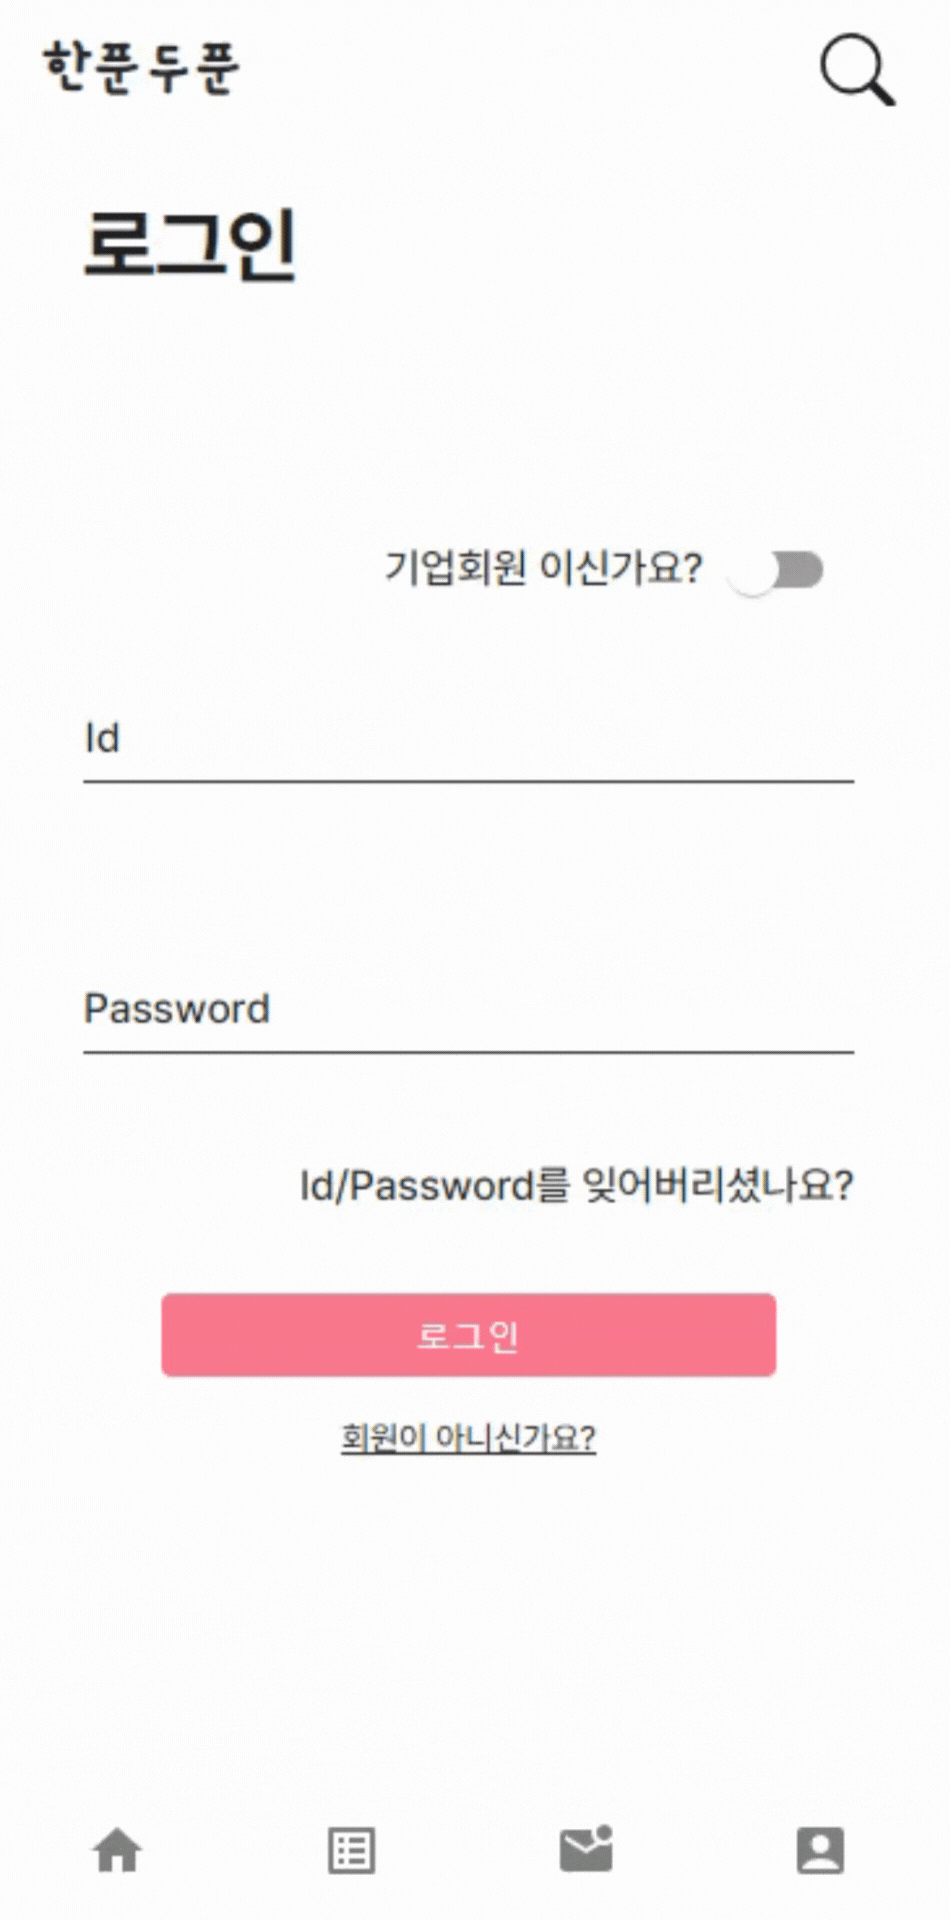 한푼두푼
로그인
기업회원 이신가요?
Id
Password
Id/Password를 잊어버리셨나요?
로그인
회원이 아니신가요?